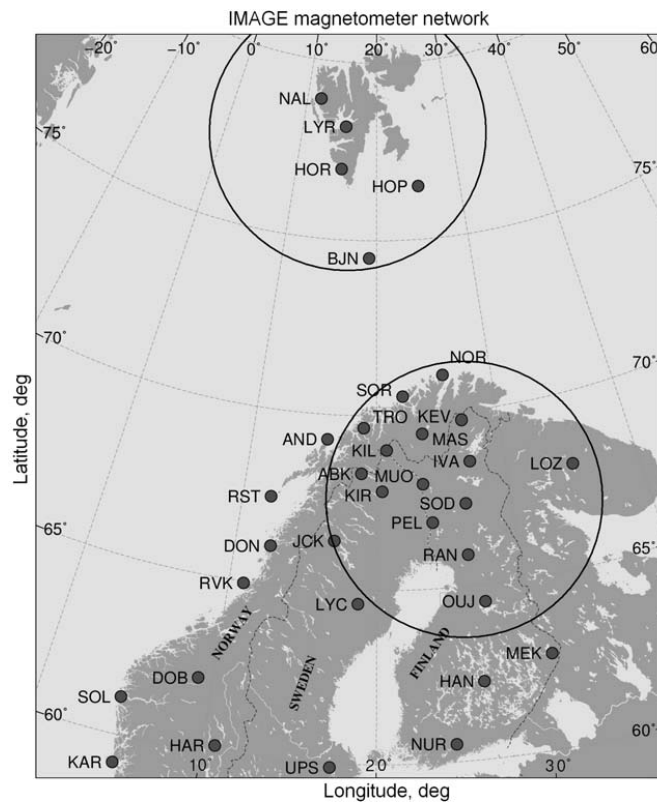 IMAGE magnetometer network
-20° -10° 0° 10° 20° 30° 40° 50° 60
NAL
75°
LYR
HOR
75°
HOP
BJN
70°
NOR
70°
SOR
TRO KEV
AND
MAS
KIL
IVA
LOZ
ABK MUO
KIR
RST
SOD
PEL
65°
DON JCK
65°
RAN
RVK
LYC OUJ
NORWAY
SWEDEN
FINLAND
MEK
DOB
HAN
SOL
60°
HAR
NUR
60°
KAR
UPS
10° 20° 30°
Longitude, deg
Latitude, deg